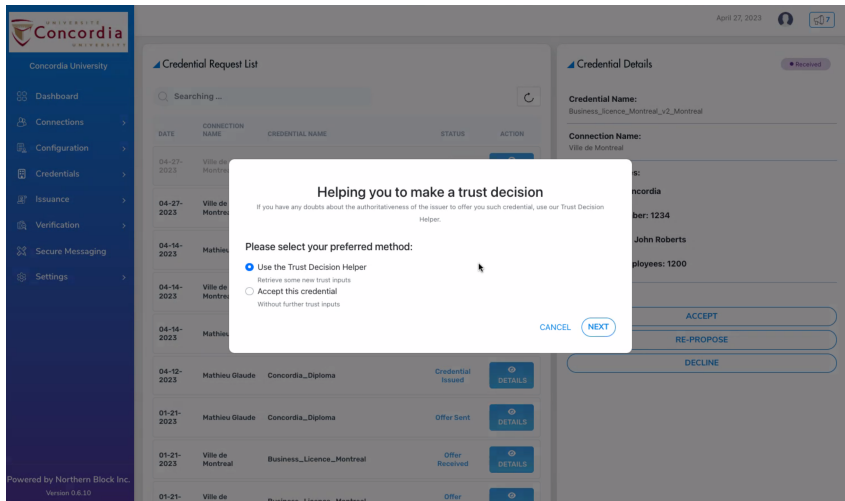 UNIVERSITÉ
Concordia
UNIVERSITY
Concordia University
Dashboard
Connections
Configuration
Credentials
Issuance
Verification
Secure Messaging
Settings
Powered by Northern Block Inc.
Version 0.6.10
April 27, 2023
7
Credential Request List
Searching ...
DATE CONNECTION NAME CREDENTIAL NAME STATUS ACTION
04-27-2023 Ville de Montreal
04-27-2023 Ville de Montreal
04-14-2023 Mathieu
04-14-2023 Ville de Montreal
04-14-2023 Mathieu
04-12-2023 Mathieu Glaude Concordia_Diploma Credential Issued DETAILS
01-21-2023 Mathieu Glaude Concordia_Diploma Offer Sent DETAILS
01-21-2023 Ville de Montreal Business_Licence_Montreal Offer Received DETAILS
01-21- Ville de Business_Licence_Montreal Offer
Helping you to make a trust decision
If you have any doubts about the authoritativeness of the issuer to offer you such credential, use our Trust Decision
Helper.
Please select your preferred method:
Use the Trust Decision Helper
Retrieve some new trust inputs
Accept this credential
Without further trust inputs
CANCEL NEXT
Credential Details
Received
Credential Name:
Business_licence_Montreal_v2_Montreal
Connection Name:
Ville de Montreal
ncordia
ber: 1234
John Roberts
ployees: 1200
ACCEPT
RE-PROPOSE
DECLINE